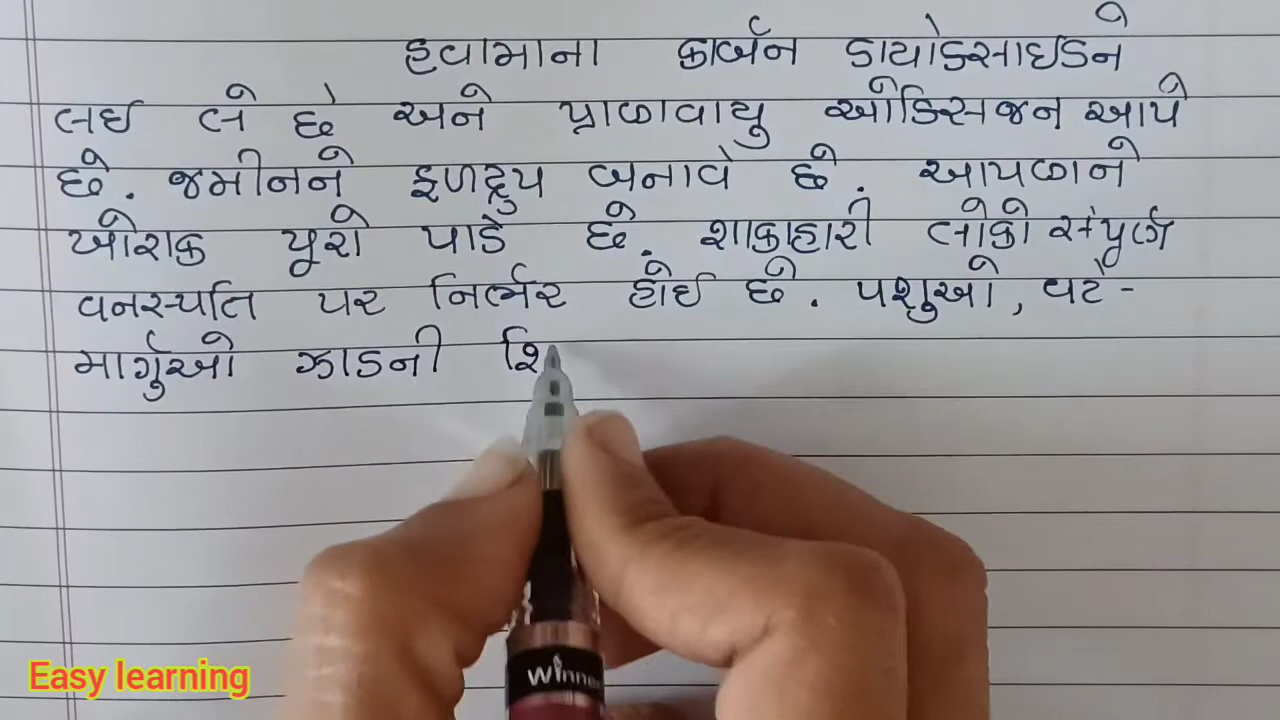 હવામાના કાર્બન ડાયોક્સાઇડને
લઇ લે છે અને પ્રાણવાયુ ઓક્સિજન આપે
છે. જમીનને ફળદ્રુપ બનાવે છે. આપણને
ખોરાક પૂરો પાડે છે. શાકાહારી લોકો સંપૂર્ણ
વનસ્પતિ પર નિર્ભર હોઇ છે. પશુઓ, વટે-
માર્ગુઓ ઝાડની શિ
Easy learning
Winner